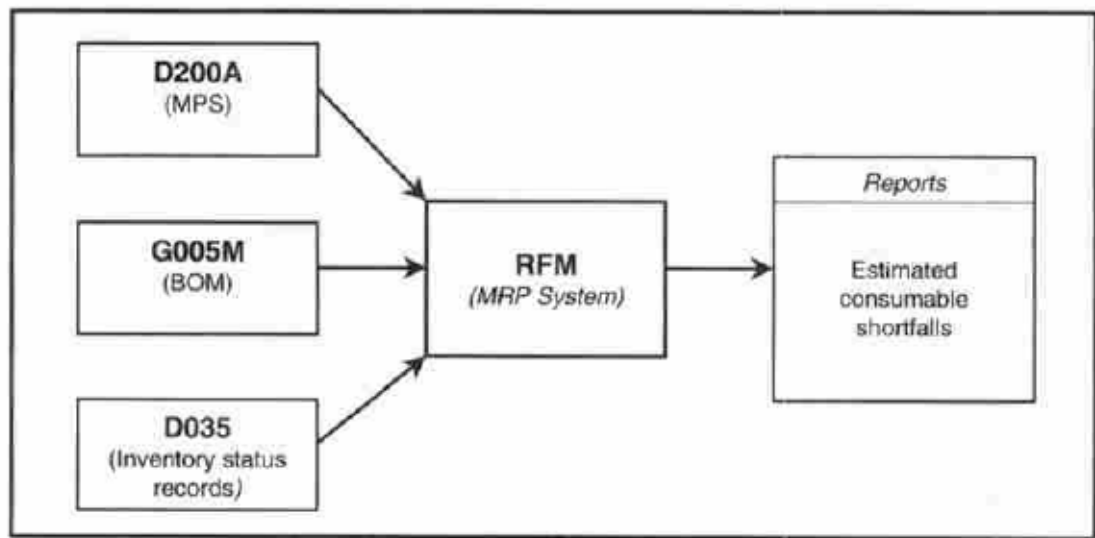 D200A
(MPS)
G005M
(BOM)
D035
(Inventory status
records)
RFM
(MRP System)
Reports
Estimated
consumable
shortfalls